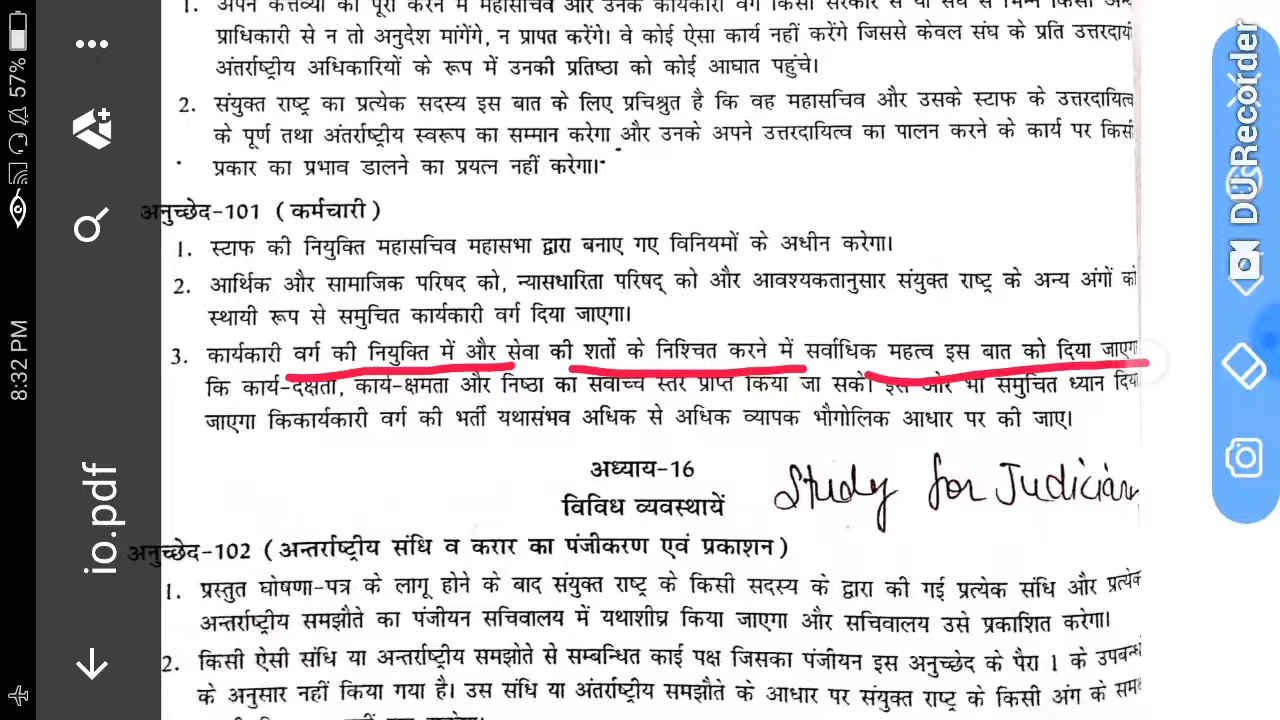 1. अपने कर्त्तव्यों को पूरा करने में महासचिव और उनके कार्यकारी वर्ग किसी सरकार से या संघ से भिन्न किसी अन्य
प्राधिकारी से न तो अनुदेश मांगेंगे, न प्रापत करेंगे। वे कोई ऐसा कार्य नहीं करेंगे जिससे केवल संघ के प्रति उत्तरदायी
अंतर्राष्ट्रीय अधिकारियों के रूप में उनकी प्रतिष्ठा को कोई आघात पहुंचे।
2. संयुक्त राष्ट्र का प्रत्येक सदस्य इस बात के लिए प्रचिश्रुत है कि वह महासचिव और उसके स्टाफ के उत्तरदायित्व
के पूर्ण तथा अंतर्राष्ट्रीय स्वरूप का सम्मान करेगा और उनके अपने उत्तरदायित्व का पालन करने के कार्य पर किसी
प्रकार का प्रभाव डालने का प्रयत्न नहीं करेगा।
अनुच्छेद-101 (कर्मचारी)
1. स्टाफ की नियुक्ति महासचिव महासभा द्वारा बनाए गए विनियमों के अधीन करेगा।
2. आर्थिक और सामाजिक परिषद को, न्यासधारिता परिषद् को और आवश्यकतानुसार संयुक्त राष्ट्र के अन्य अंगों को
स्थायी रूप से समुचित कार्यकारी वर्ग दिया जाएगा।
3. कार्यकारी वर्ग की नियुक्ति में और सेवा की शर्तो के निश्चित करने में सर्वाधिक महत्व इस बात को दिया जाएगा
कि कार्य-दक्षता, कार्य-क्षमता और निष्ठा का सर्वोच्च स्तर प्राप्त किया जा सके। इस ओर भी समुचित ध्यान दिया
जाएगा किकार्यकारी वर्ग की भर्ती यथासंभव अधिक से अधिक व्यापक भौगोलिक आधार पर की जाए।
अध्याय-16
विविध व्यवस्थायें
Study for Judiciary
अनुच्छेद-102 (अन्तर्राष्ट्रीय संधि व करार का पंजीकरण एवं प्रकाशन)
1. प्रस्तुत घोषणा-पत्र के लागू होने के बाद संयुक्त राष्ट्र के किसी सदस्य के द्वारा की गई प्रत्येक संधि और प्रत्येक
अन्तर्राष्ट्रीय समझौते का पंजीयन सचिवालय में यथाशीघ्र किया जाएगा और सचिवालय उसे प्रकाशित करेगा।
2. किसी ऐसी संधि या अन्तर्राष्ट्रीय समझोते से सम्बन्धित काई पक्ष जिसका पंजीयन इस अनुच्छेद के पैरा 1 के उपबन्धों
के अनुसार नहीं किया गया है। उस संधि या अंतर्राष्ट्रीय समझौते के आधार पर संयुक्त राष्ट्र के किसी अंग के समक्ष
57%
8:32 PM
io.pdf
DU Recorder